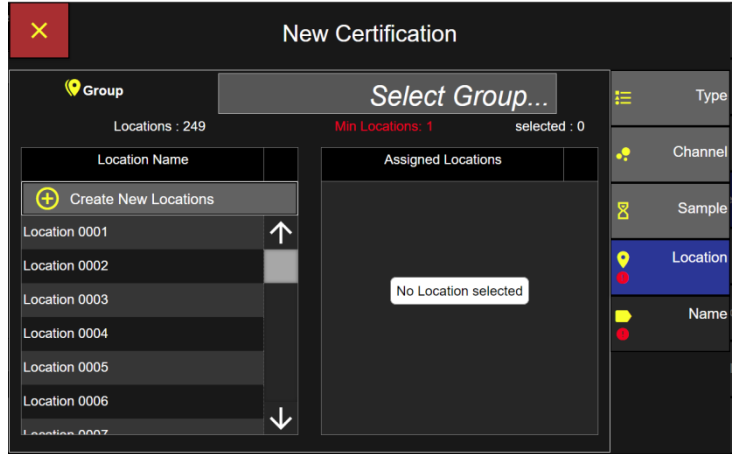 New Certification
Group
Select Group...
Locations : 249
Min Locations: 1
selected : 0
Location Name
Assigned Locations
Create New Locations
Location 0001
Location 0002
Location 0003
Location 0004
Location 0005
Location 0006
Location 0007
No Location selected
Type
Channel
Sample
Location
Name